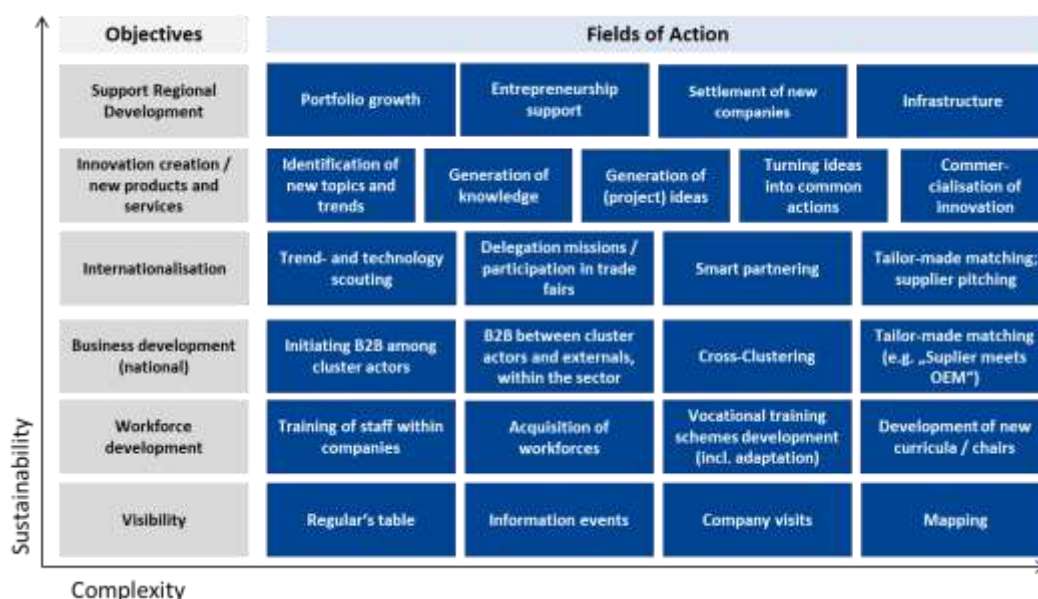 Objectives
Fields of Action
Support Regional
Development
Portfolio growth
Entrepreneurship
support
Settlement of new
companies
Infrastructure
Innovation creation /
new products and
services
Identification of
new topics and
trends
Generation of
knowledge
Generation of
(project) ideas
Turning ideas
into common
actions
Commer-
cialisation of
innovation
Internationalisation
Trend- and technology
scouting
Delegation missions /
participation in trade
fairs
Smart partnering
Tailor-made matching;
supplier pitching
Business development
(national)
Initiating B2B among
cluster actors
B2B between cluster
actors and externals,
within the sector
Cross-Clustering
Tailor-made matching
(e.g. „Suplier meets
OEM“)
Workforce
development
Training of staff within
companies
Acquisition of
workforces
Vocational training
schemes development
(incl. adaptation)
Development of new
curricula / chairs
Visibility
Regular’s table
Information events
Company visits
Mapping
Sustainability
Complexity